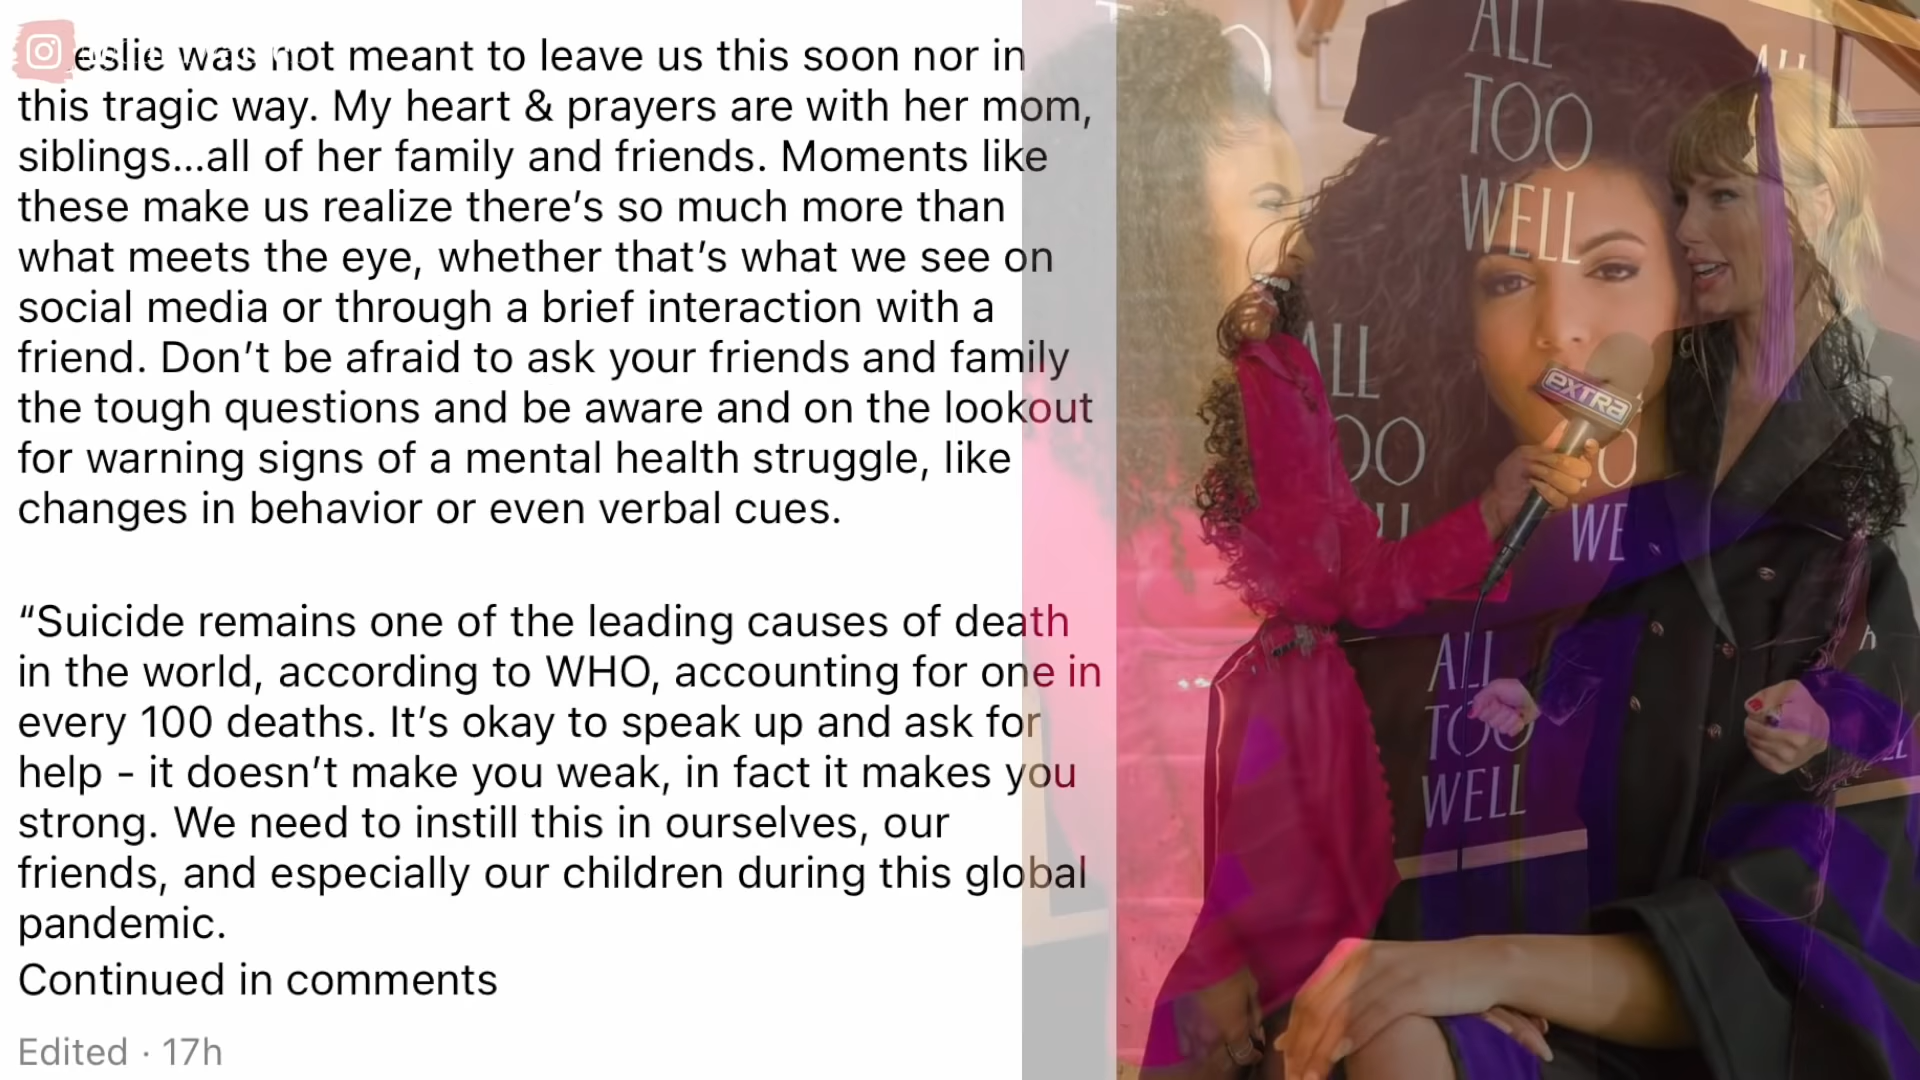 was not meant to leave us this soon nor in
this tragic way. My heart & prayers are with her mom,
siblings...all of her family and friends. Moments like
these make us realize there's so much more than
what meets the eye, whether that's what we see on
social media or through a brief interaction with a
friend. Don't be afraid to ask your friends and family
the tough questions and be aware and on the lookout
for warning signs of a mental health struggle, like
changes in behavior or even verbal cues.
“Suicide remains one of the leading causes of death
in the world, according to WHO, accounting for one in
every 100 deaths. It's okay to speak up and ask for
help - it doesn't make you weak, in fact it makes you
strong. We need to instill this in ourselves, our
friends, and especially our children during this global
pandemic.
Continued in comments
Edited · 17h
ALL
TOO
WELL
ALL
extra
WE
ALL
TOO
WELL